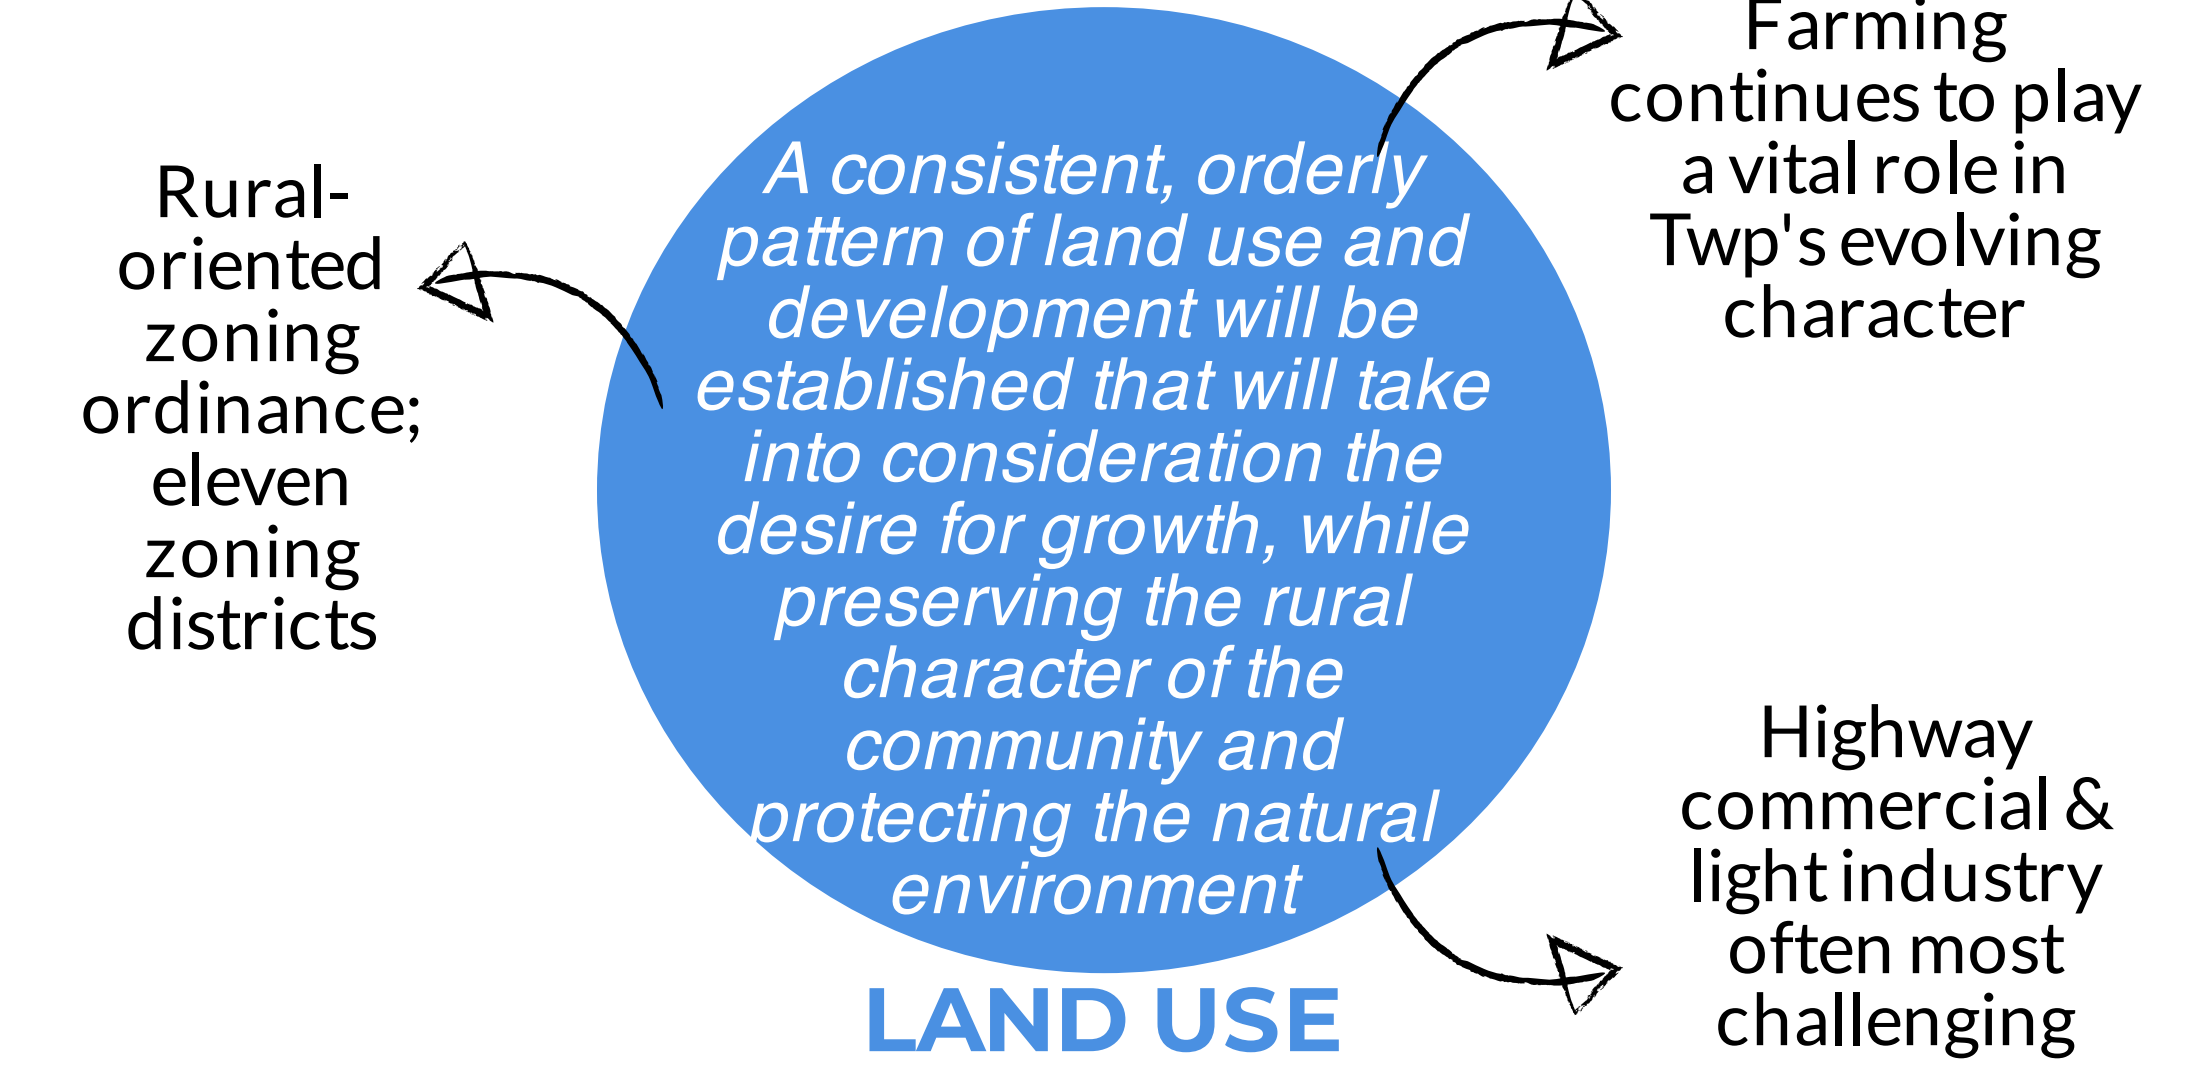 Rural-
oriented
zoning
ordinance;
eleven
zoning
districts
A consistent, orderly
pattern of land use and
development will be
established that will take
into consideration the
desire for growth, while
preserving the rural
character of the
community and
protecting the natural
environment
LAND USE
Farming
continues to play
a vital role in
Twp's evolving
character
Highway
commercial &
light industry
often most
challenging